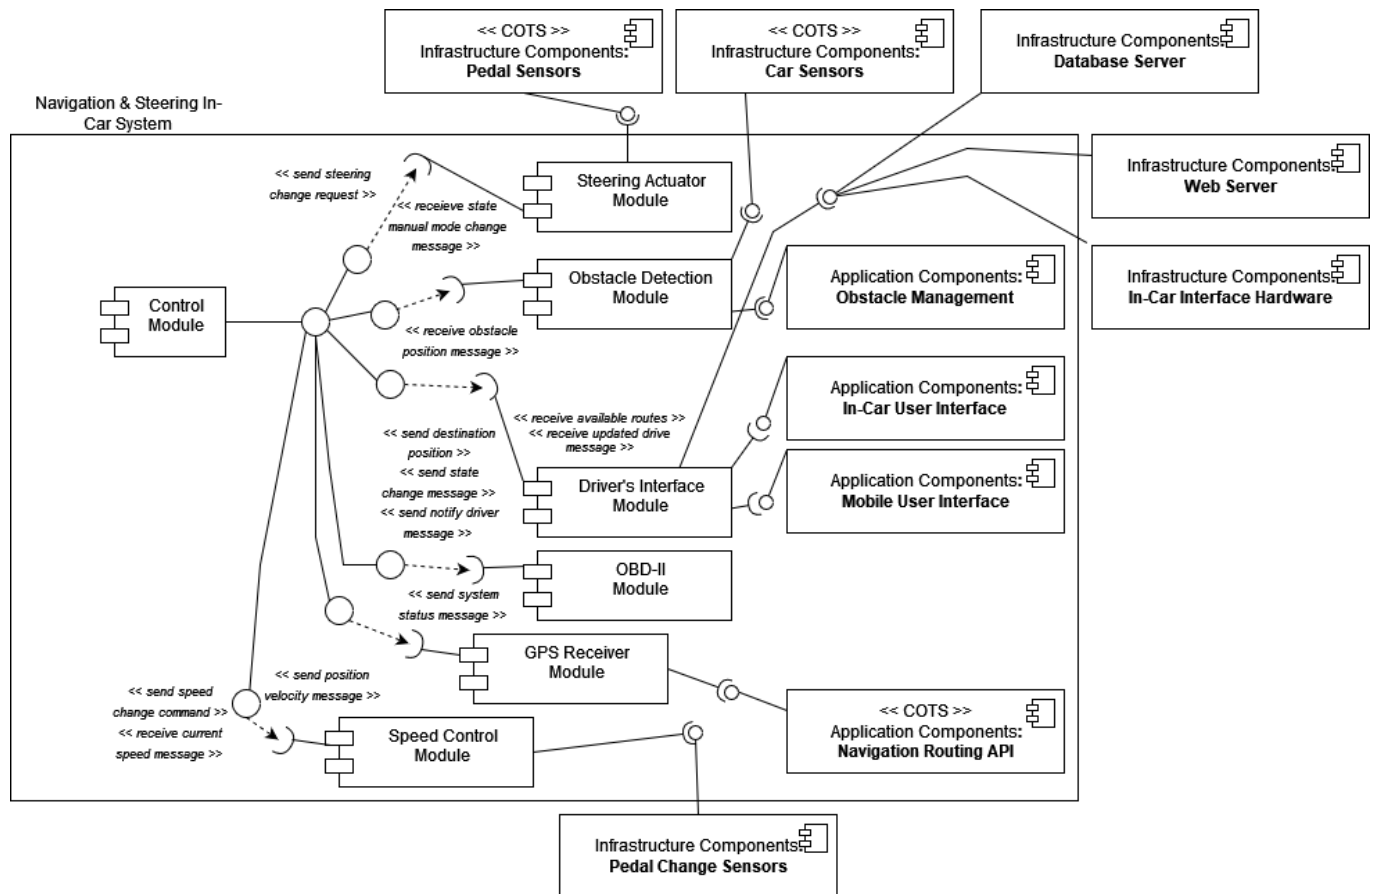 << COTS >>
Infrastructure Components:
Pedal Sensors
<< COTS >>
Infrastructure Components:
Car Sensors
Infrastructure Components:
Database Server
Navigation & Steering In-
Car System
Infrastructure Components:
Web Server
<< send steering
change request >>
Steering Actuator
Module
<< receieve state
manual mode change
message >>
Control
Module
Obstacle Detection
Module
Application Components:
Obstacle Management
Infrastructure Components:
In-Car Interface Hardware
<< receive obstacle
position message >>
Application Components:
In-Car User Interface
<< receive available routes >>
<< receive updated drive
message >>
<< send destination
position >>
<< send state
change message >>
<< send notify driver
message >>
Driver's Interface
Module
Application Components:
Mobile User Interface
OBD-II
Module
<< send system
status message >>
GPS Receiver
Module
<< send position
velocity message >>
<< send speed
change command >>
<< receive current
speed message >>
Speed Control
Module
<< COTS >>
Application Components:
Navigation Routing API
Infrastructure Components:
Pedal Change Sensors